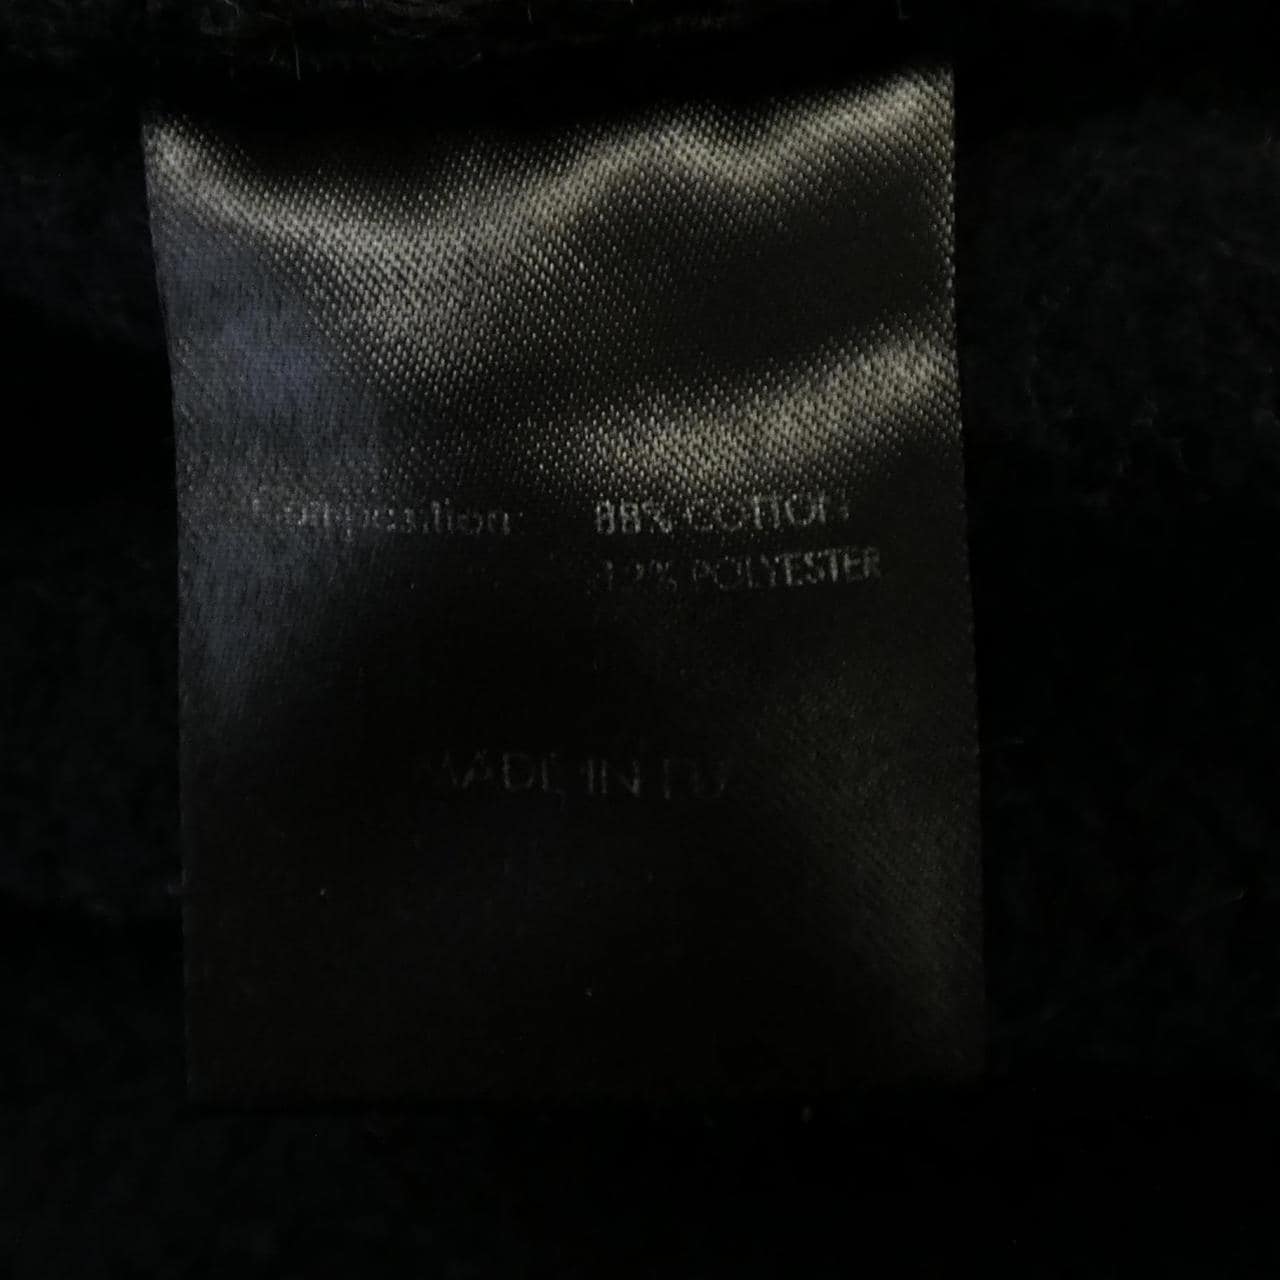 Composition: 88% COTTON
12% POLYESTER
MADE IN EU